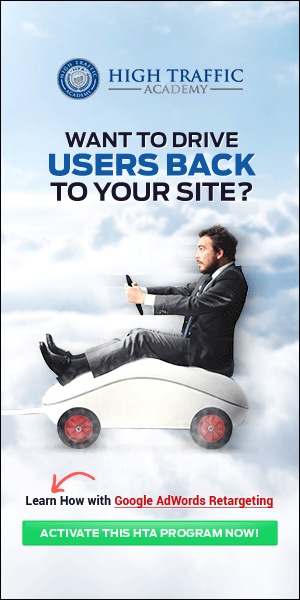 HIGH TRAFFIC
ACADEMY
WANT TO DRIVE
USERS BACK
TO YOUR SITE?
Learn How with Google AdWords Retargeting
ACTIVATE THIS HTA PROGRAM NOW!